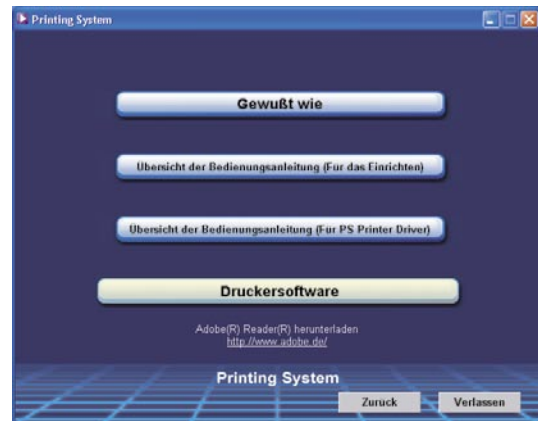 Printing System
Gewußt wie
Übersicht der Bedienungsanleitung (Für das Einrichten)
Übersicht der Bedienungsanleitung (Für PS Printer Driver)
Druckersoftware
Adobe(R) Reader(R) herunterladen
http://www.adobe.de/
Printing System
Zurück
Verlassen